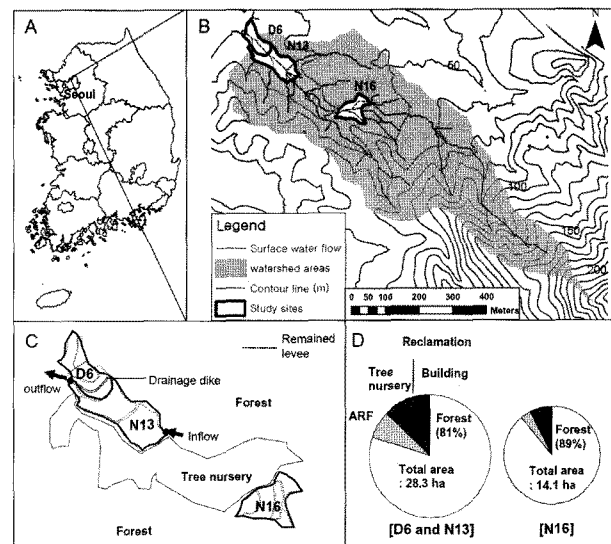 A
Seoul
B
D6
N13
N16
50
100
150
200
Legend
Surface water flow
watershed areas
Contour line (m)
Study sites
0 50 100 200 300 400
Meters
C
Remained
levee
D6
Drainage dike
outflow
Forest
N13
Inflow
Tree nursery
N16
Forest
D
Reclamation
Tree
nursery
Building
ARF
Forest
(81%)
Total area
: 28.3 ha
[D6 and N13]
Forest
(89%)
Total area
: 14.1 ha
[N16]